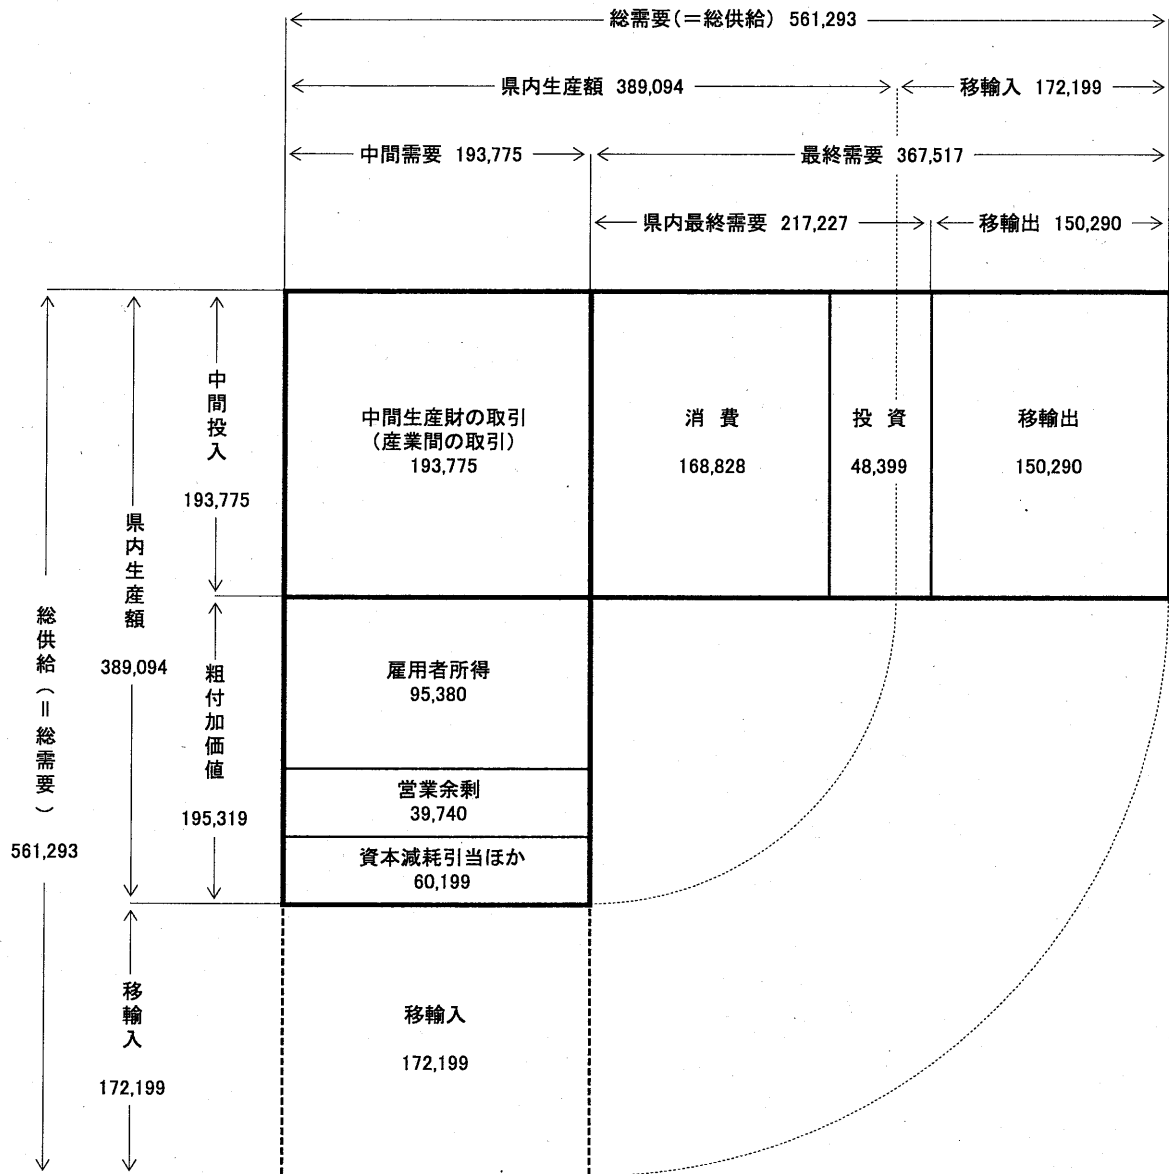 総需要(=総供給) 561,293
県内生産額 389,094
移輸入 172,199
中間需要 193,775
最終需要 367,517
県内最終需要 217,227
移輸出 150,290
総供給(=総需要)
561,293
県内生産額
389,094
移輸入
172,199
中間投入
193,775
粗付加価値
195,319
中間生産財の取引
(産業間の取引)
193,775
消 費
168,828
投 資
48,399
移輸出
150,290
雇用者所得
95,380
営業余剰
39,740
資本減耗引当ほか
60,199
移輸入
172,199